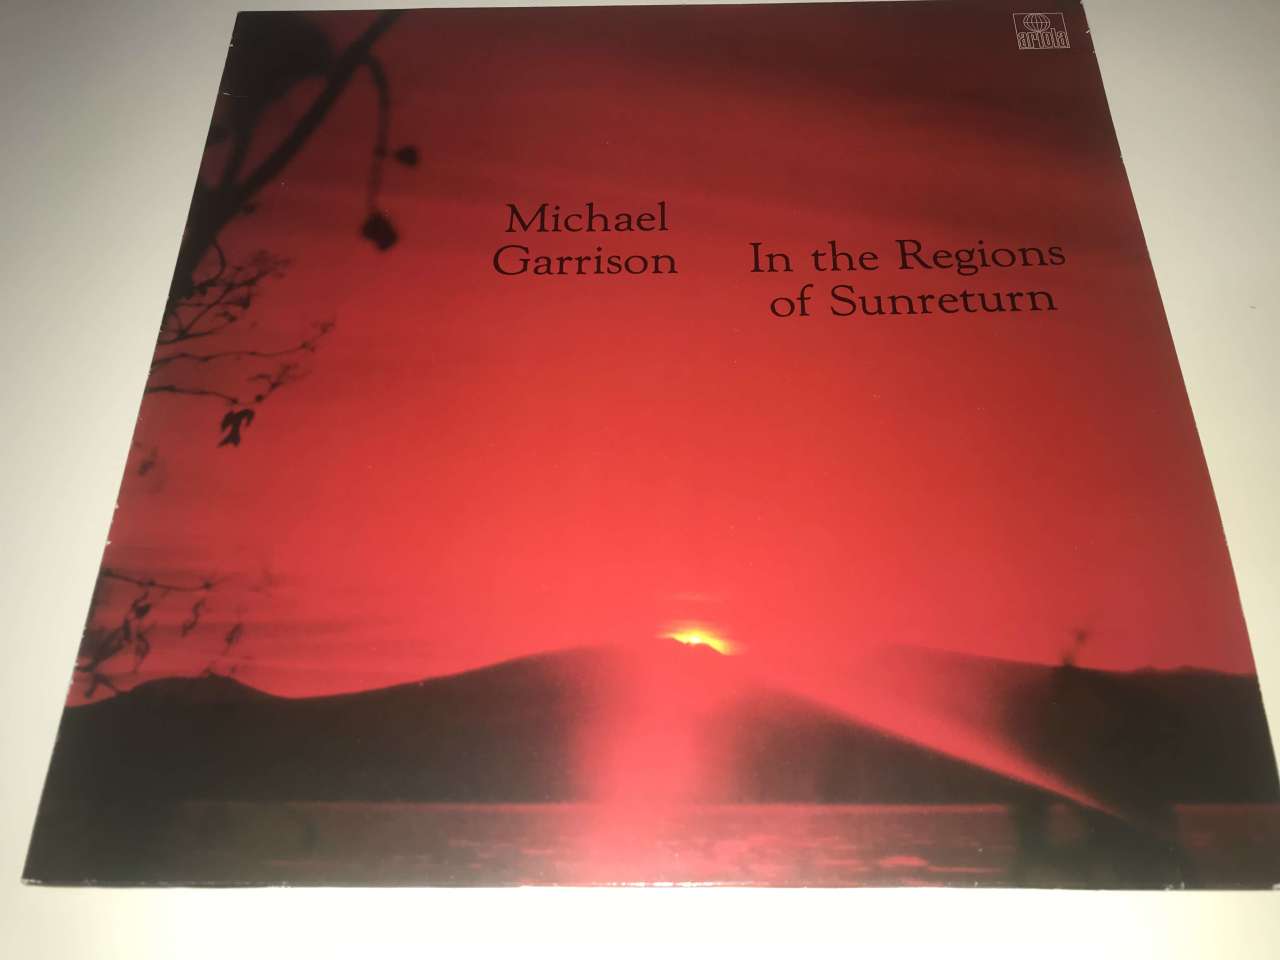 ariola
Michael
Garrison
In the Regions
of Sunreturn